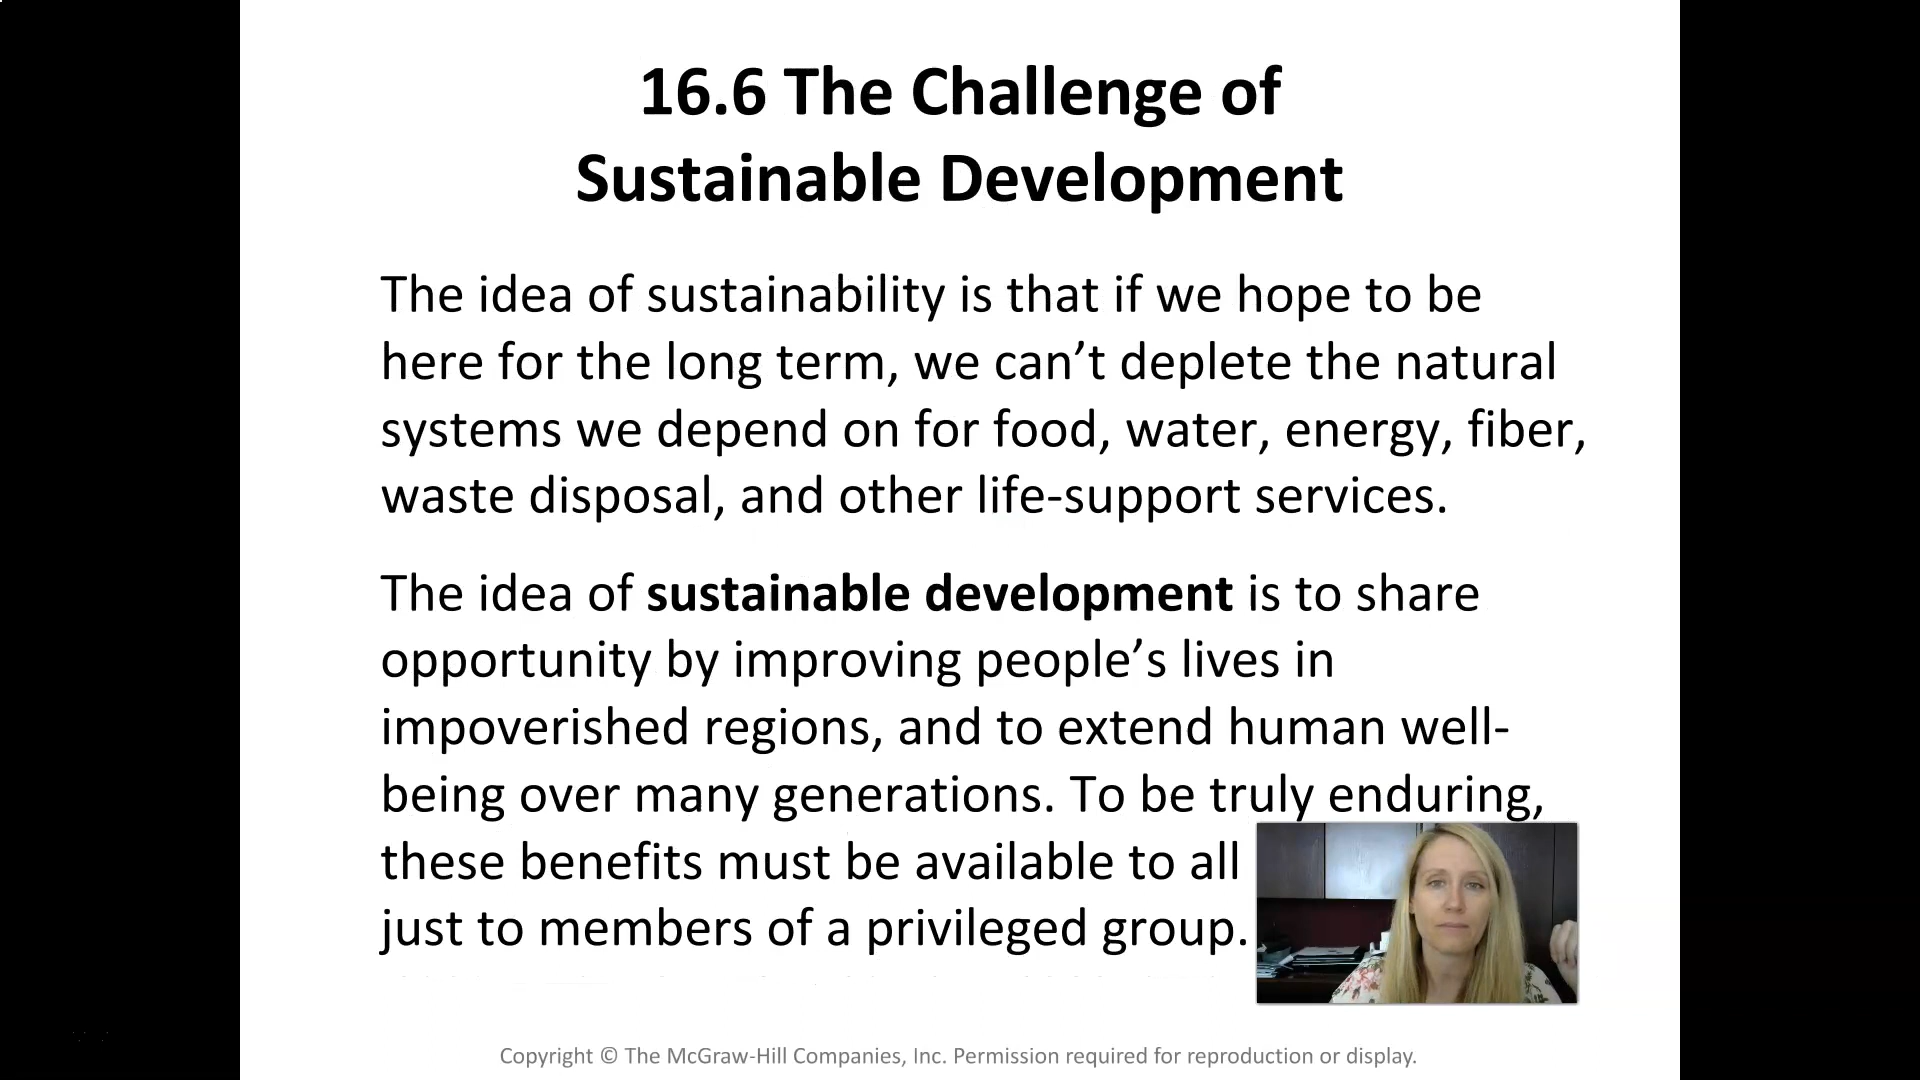 16.6 The Challenge of
Sustainable Development
The idea of sustainability is that if we hope to be
here for the long term, we can’t deplete the natural
systems we depend on for food, water, energy, fiber,
waste disposal, and other life-support services.
The idea of sustainable development is to share
opportunity by improving people’s lives in
impoverished regions, and to extend human well-
being over many generations. To be truly enduring,
these benefits must be available to all
just to members of a privileged group.
Copyright © The McGraw-Hill Companies, Inc. Permission required for reproduction or display.